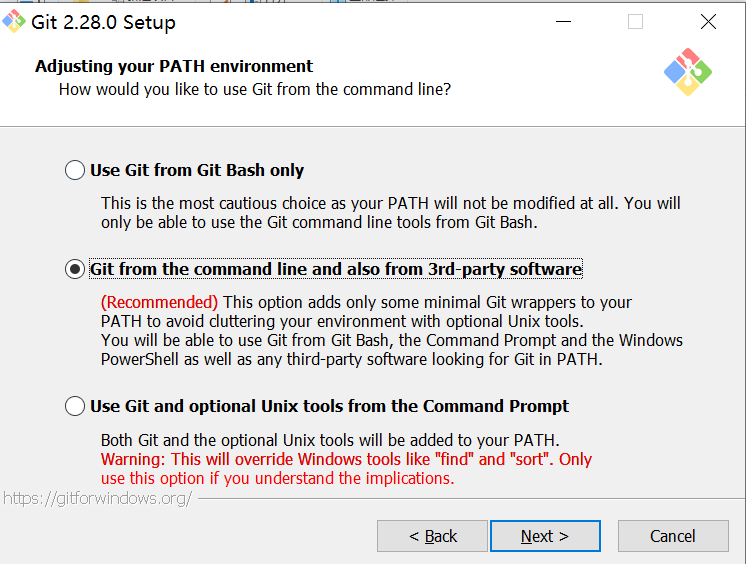 Git 2.28.0 Setup
Adjusting your PATH environment
How would you like to use Git from the command line?
Use Git from Git Bash only
This is the most cautious choice as your PATH will not be modified at all. You will
only be able to use the Git command line tools from Git Bash.
Git from the command line and also from 3rd-party software
(Recommended) This option adds only some minimal Git wrappers to your
PATH to avoid cluttering your environment with optional Unix tools.
You will be able to use Git from Git Bash, the Command Prompt and the Windows
PowerShell as well as any third-party software looking for Git in PATH.
Use Git and optional Unix tools from the Command Prompt
Both Git and the optional Unix tools will be added to your PATH.
Warning: This will override Windows tools like "find" and "sort". Only
use this option if you understand the implications.
https://gitforwindows.org/
< Back
Next >
Cancel